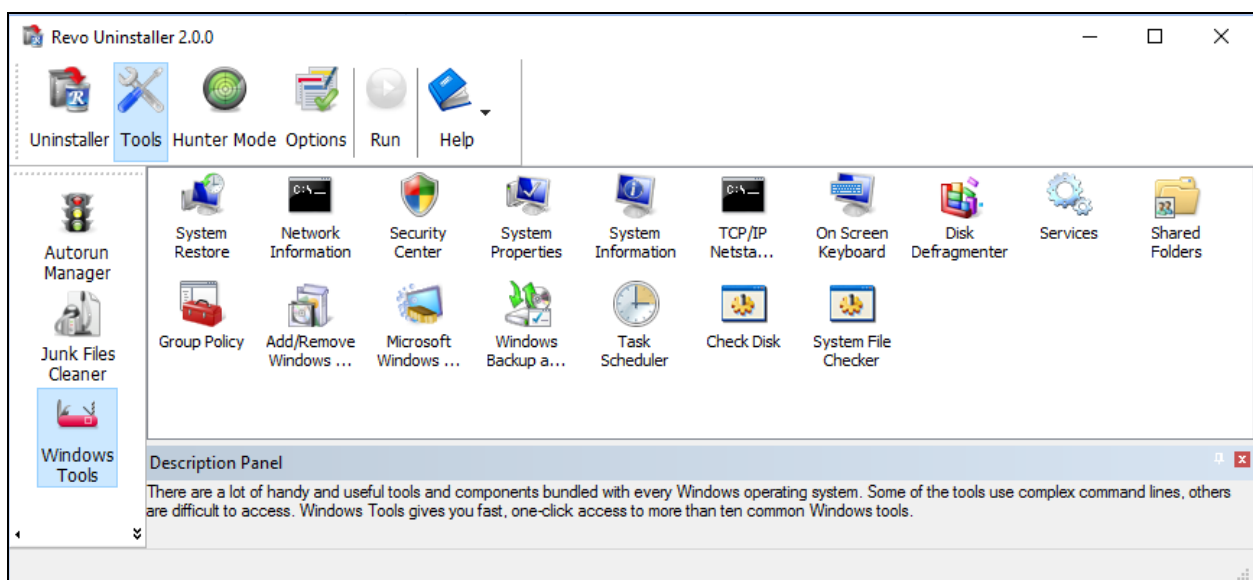 Revo Uninstaller 2.0.0
Uninstaller Tools Hunter Mode Options Run Help
Autorun
Manager
Junk Files
Cleaner
Windows
Tools
System
Restore
Network
Information
Security
Center
System
Properties
System
Information
TCP/IP
Netsta...
On Screen
Keyboard
Disk
Defragmenter
Services
Shared
Folders
Group Policy
Add/Remove
Windows ...
Microsoft
Windows ...
Windows
Backup a...
Task
Scheduler
Check Disk
System File
Checker
Description Panel
There are a lot of handy and useful tools and components bundled with every Windows operating system. Some of the tools use complex command lines, others
are difficult to access. Windows Tools gives you fast, one-click access to more than ten common Windows tools.